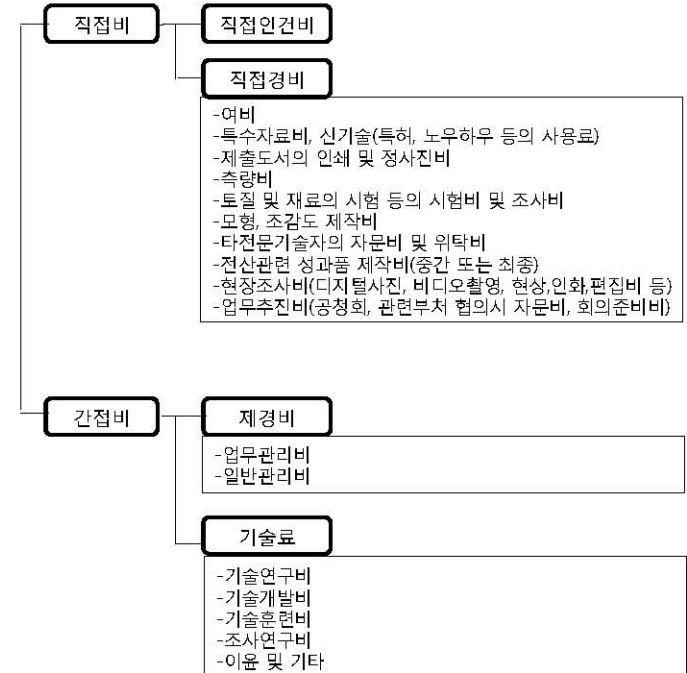 직접비
직접인건비
직접경비
-여비
-특수자료비, 신기술(특허, 노우하우 등의 사용료)
-제출도서의 인쇄 및 정사진비
-측량비
-토질 및 재료의 시험 등의 시험비 및 조사비
-모형, 조감도 제작비
-타전문기술자의 자문비 및 위탁비
-전산관련 성과품 제작비(중간 또는 최종)
-현장조사비(디지털사진, 비디오촬영, 현상,인화,편집비 등)
-업무추진비(공청회, 관련부처 협의시 자문비, 회의준비비)
간접비
제경비
-업무관리비
-일반관리비
기술료
-기술연구비
-기술개발비
-기술훈련비
-조사연구비
-이윤 및 기타